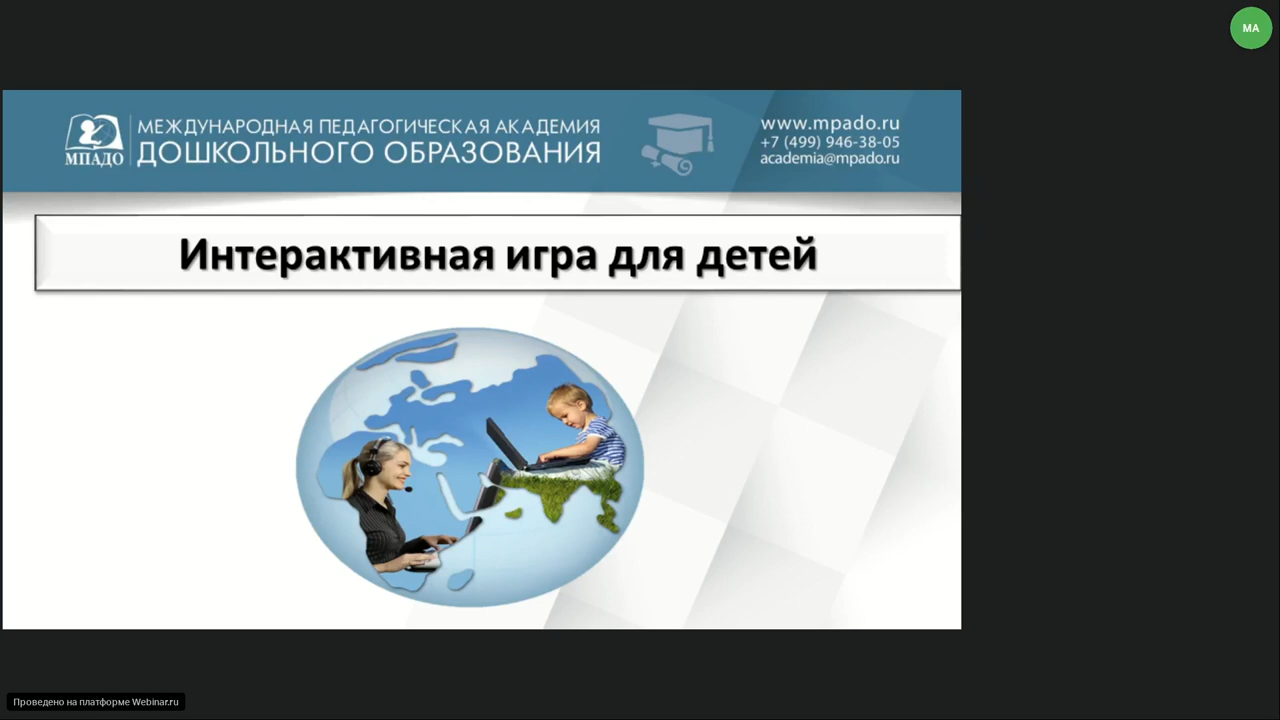 MA
МПАДО
МЕЖДУНАРОДНАЯ ПЕДАГОГИЧЕСКАЯ АКАДЕМИЯ
ДОШКОЛЬНОГО ОБРАЗОВАНИЯ
www.mpado.ru
+7 (499) 946-38-05
academia@mpado.ru
Интерактивная игра для детей
Проведено на платформе Webinar.ru